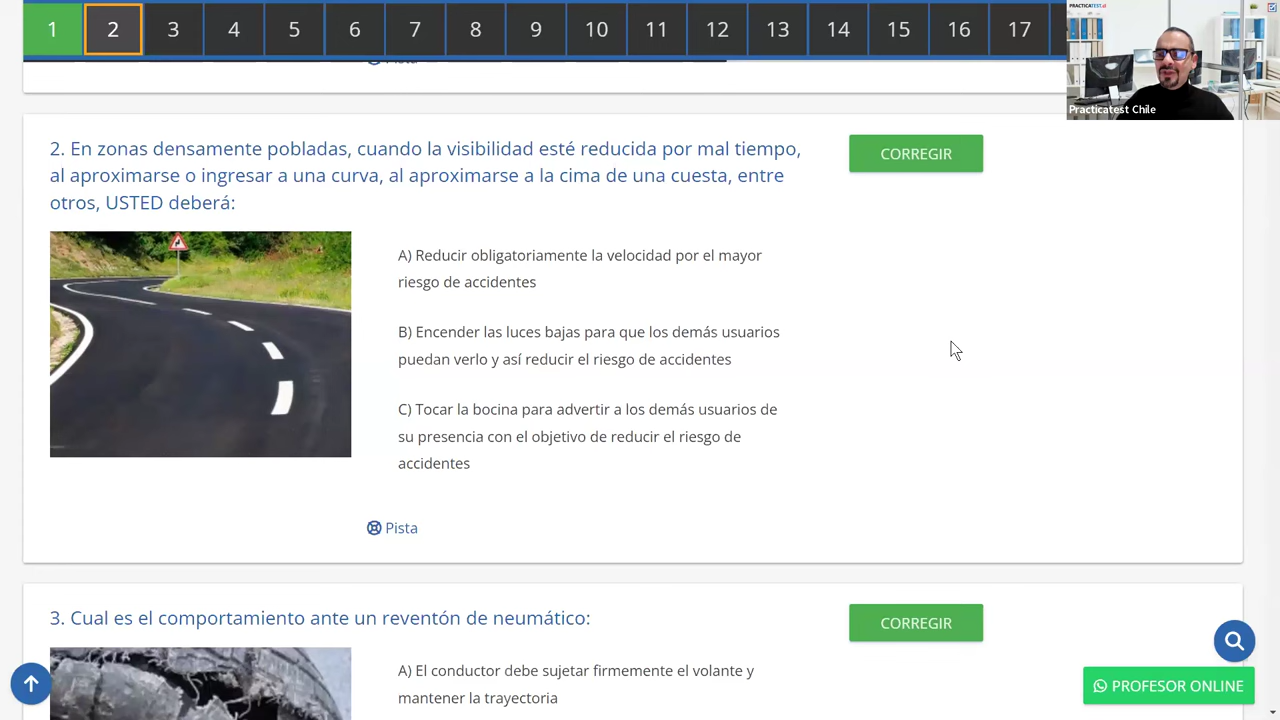 1 2 3 4 5 6 7 8 9 10 11 12 13 14 15 16 17
PRACTICATEST.cl
Practicatest Chile
Pista
2. En zonas densamente pobladas, cuando la visibilidad esté reducida por mal tiempo,
al aproximarse o ingresar a una curva, al aproximarse a la cima de una cuesta, entre
otros, USTED deberá:
CORREGIR
A) Reducir obligatoriamente la velocidad por el mayor
riesgo de accidentes
B) Encender las luces bajas para que los demás usuarios
puedan verlo y así reducir el riesgo de accidentes
C) Tocar la bocina para advertir a los demás usuarios de
su presencia con el objetivo de reducir el riesgo de
accidentes
Pista
3. Cual es el comportamiento ante un reventón de neumático:
CORREGIR
A) El conductor debe sujetar firmemente el volante y
mantener la trayectoria
PROFESOR ONLINE